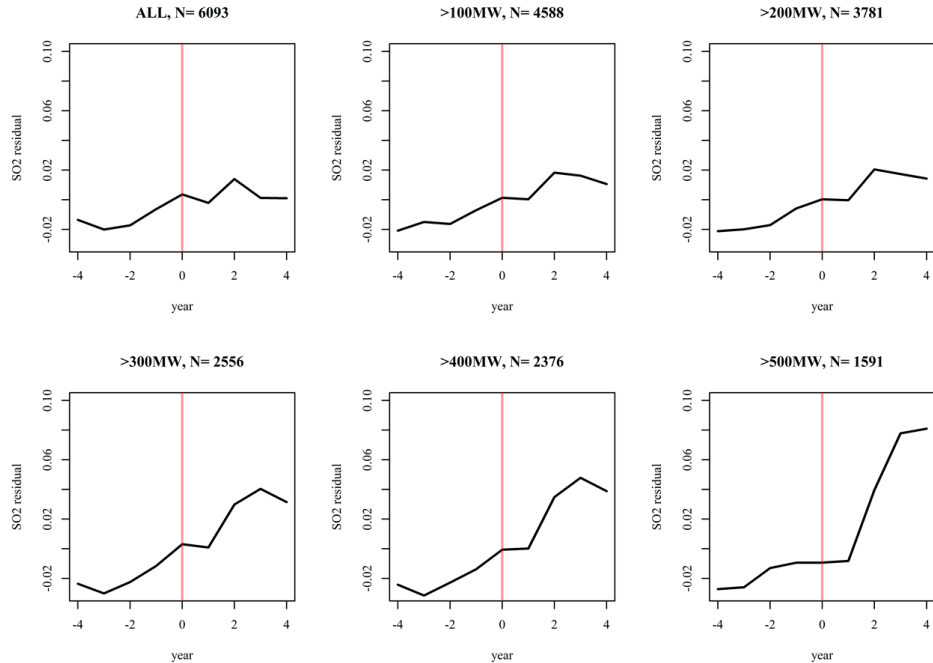 ALL, N= 6093
SO2 residual
0.10
0.06
0.02
-0.02
-4 -2 0 2 4
year
>100MW, N= 4588
SO2 residual
0.10
0.06
0.02
-0.02
-4 -2 0 2 4
year
>200MW, N= 3781
SO2 residual
0.10
0.06
0.02
-0.02
-4 -2 0 2 4
year
>300MW, N= 2556
SO2 residual
0.10
0.06
0.02
-0.02
-4 -2 0 2 4
year
>400MW, N= 2376
SO2 residual
0.10
0.06
0.02
-0.02
-4 -2 0 2 4
year
>500MW, N= 1591
SO2 residual
0.10
0.06
0.02
-0.02
-4 -2 0 2 4
year